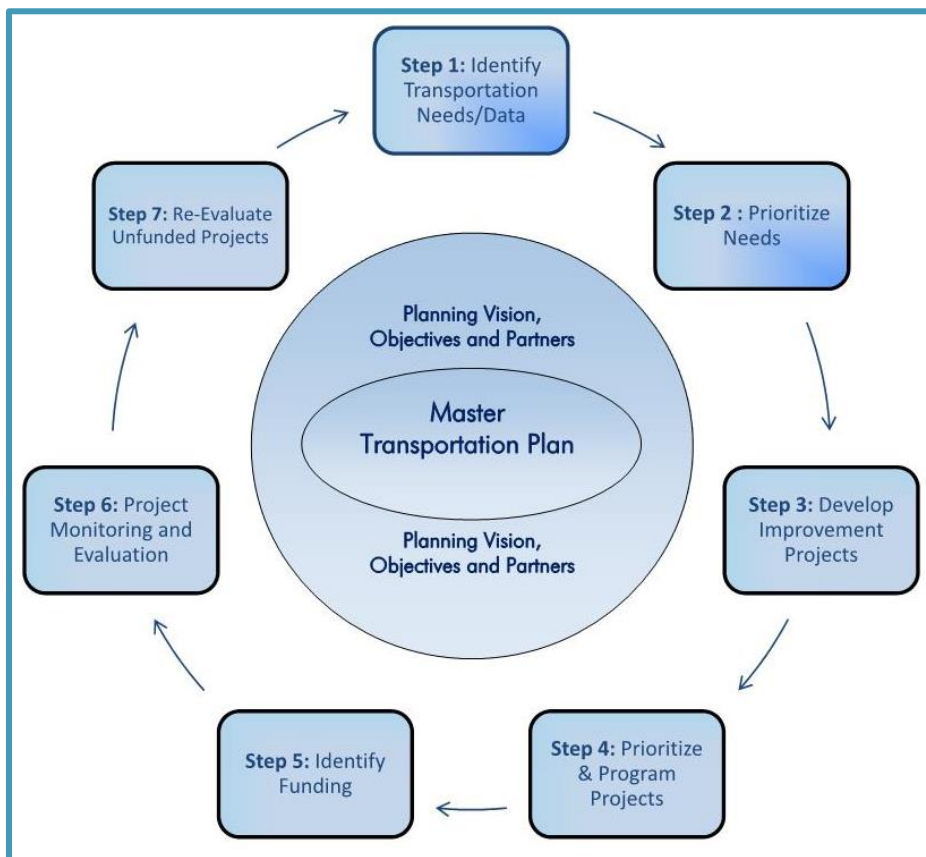 Step 1: Identify
Transportation
Needs/Data
Step 2 : Prioritize
Needs
Step 3: Develop
Improvement
Projects
Step 4: Prioritize
& Program
Projects
Step 5: Identify
Funding
Step 6: Project
Monitoring and
Evaluation
Step 7: Re-Evaluate
Unfunded Projects
Planning Vision,
Objectives and Partners
Master
Transportation Plan
Planning Vision,
Objectives and Partners